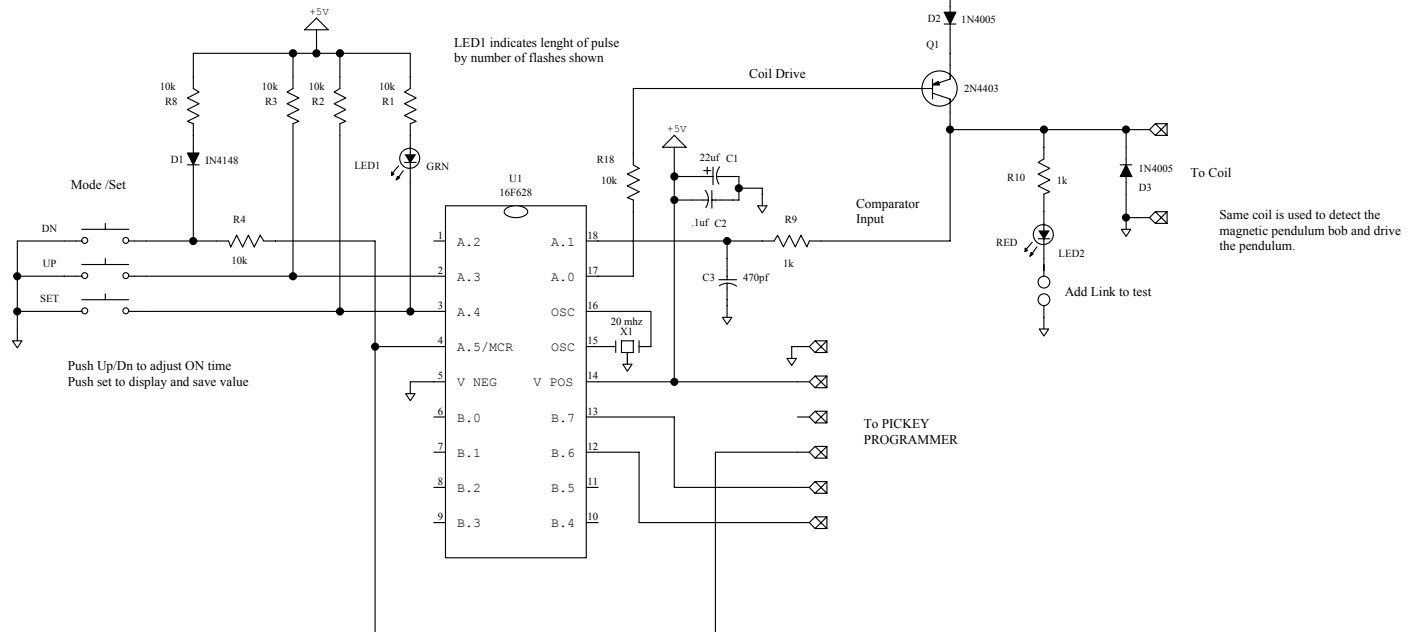 +5V
LED1 indicates lenght of pulse
by number of flashes shown
D2
1N4005
Q1
Coil Drive
2N4403
10k
R8
10k
R3
10k
R2
10k
R1
D1
IN4148
LED1
GRN
+5V
22uf
C1
+
.1uf
C2
R18
10k
Mode /Set
DN
UP
SET
R4
10k
U1
16F628
1
A.2
2
A.3
3
A.4
4
A.5/MCR
5
V NEG
6
B.0
7
B.1
8
B.2
9
B.3
18
A.1
17
A.0
16
OSC
15
OSC
14
V POS
13
B.7
12
B.6
11
B.5
10
B.4
20 mhz
X1
Comparator
Input
R9
1k
C3
470pf
R10
1k
RED
LED2
1N4005
D3
To Coil
Same coil is used to detect the
magnetic pendulum bob and drive
the pendulum.
Add Link to test
Push Up/Dn to adjust ON time
Push set to display and save value
To PICKEY
PROGRAMMER